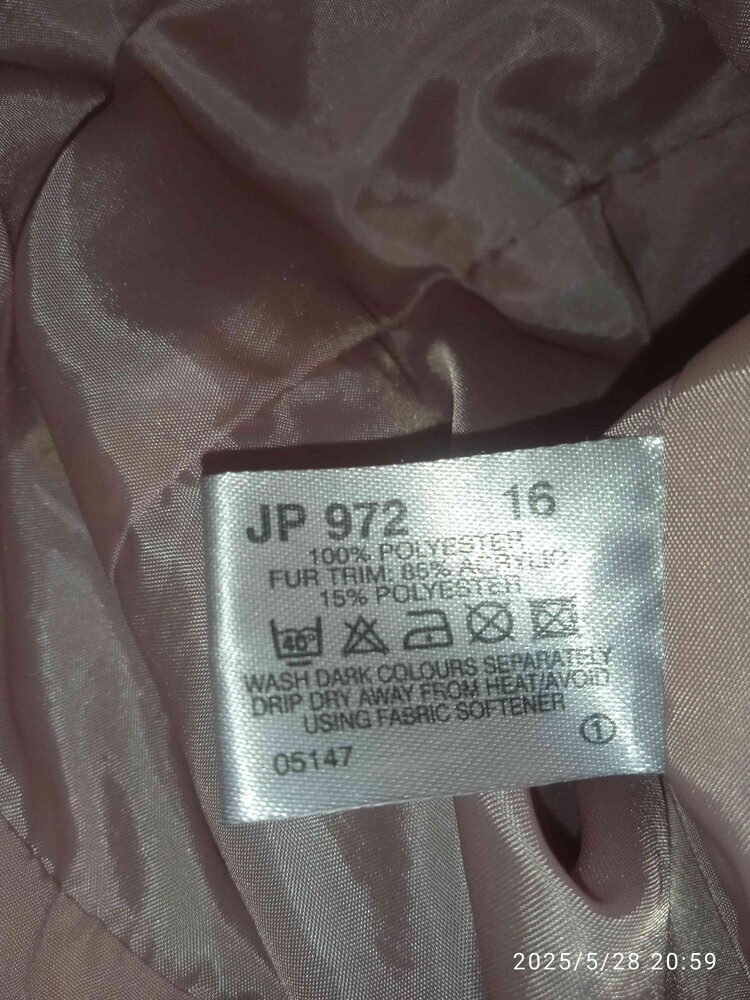 JP 972 16
100% POLYESTER
FUR TRIM: 85% ACRYLIC
15% POLYESTER
40°
WASH DARK COLOURS SEPARATELY
DRIP DRY AWAY FROM HEAT/AVOID
USING FABRIC SOFTENER
1
05147
2025/5/28 20:59